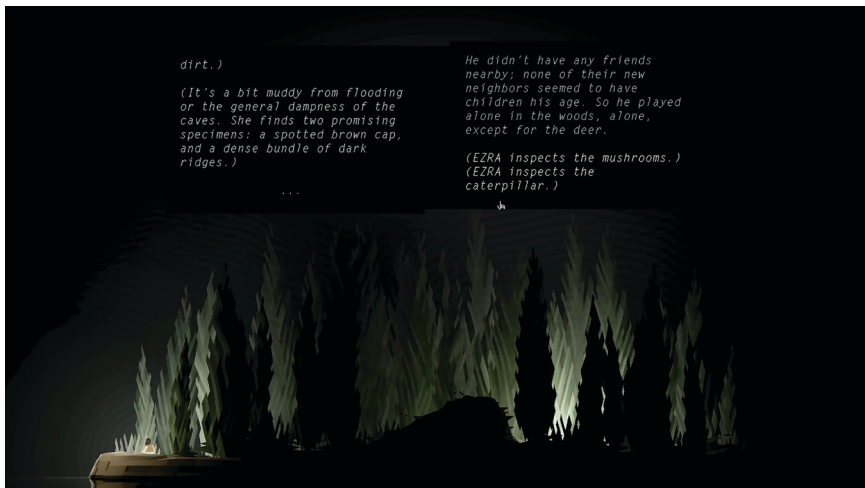 dirt.)
(It's a bit muddy from flooding
or the general dampness of the
caves. She finds two promising
specimens: a spotted brown cap,
and a dense bundle of dark
ridges.)
...
He didn't have any friends
nearby; none of their new
neighbors seemed to have
children his age. So he played
alone in the woods, alone,
except for the deer.
(EZRA inspects the mushrooms.)
(EZRA inspects the
caterpillar.)